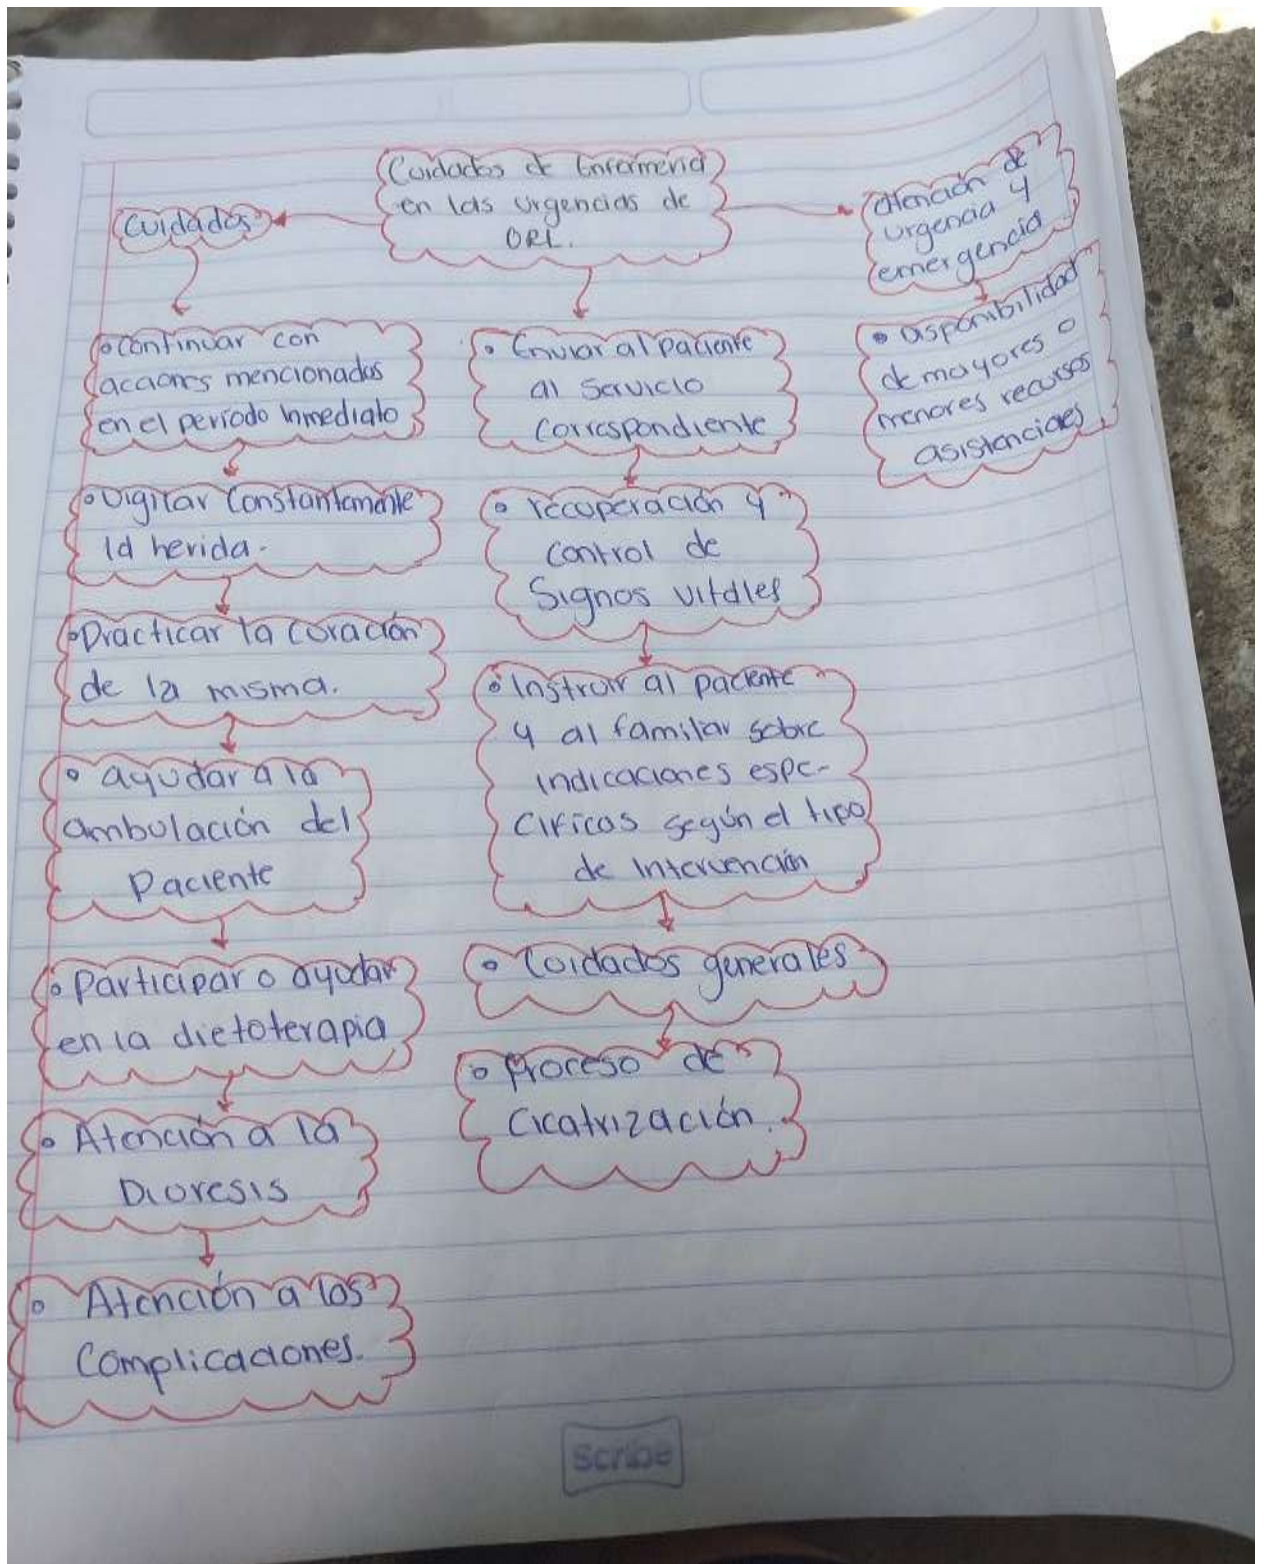 Cuidados de Enfermeria
en las urgencias de
ORL.
Cuidados
• Continuar con
acciones mencionadas
en el período inmediato
• Vigilar Constantemente
la herida.
• Practicar la curación
de la misma.
• ayudar a la
ambulación del
Paciente
• Participar o ayudar
en la dietoterapia
• Atención a la
Diuresis
• Atención a las
Complicaciones.
• Enviar al paciente
al Servicio
Correspondiente
• recuperación y
control de
Signos vitales
• Instruir al paciente
y al familiar sobre
indicaciones espe-
cificas según el tipo
de Intervención
• Cuidados generales
• Proceso de
Cicatrización.
Atención de
urgencia y
emergencia
• Disponibilidad
de mayores o
menores recursos
asistenciales
Scribe